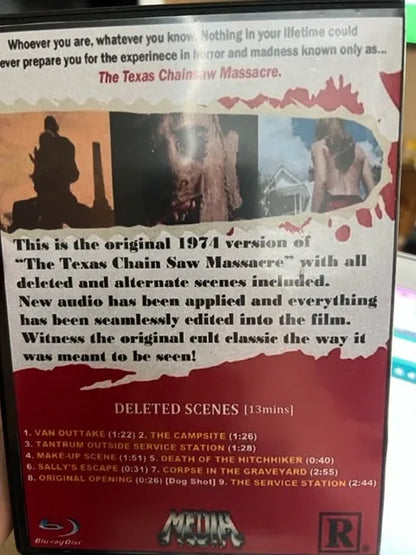 Whoever you are, whatever you know. Nothing in your lifetime could
ever prepare you for the experinece in horror and madness known only as...
The Texas Chainsaw Massacre.
This is the original 1974 version of
"The Texas Chain Saw Massacre" with all
deleted and alternate scenes included.
New audio has been applied and everything
has been seamlessly edited into the film.
Witness the original cult classic the way it
was meant to be seen!
DELETED SCENES [13mins]
1. VAN OUTTAKE (1:22) 2. THE CAMPSITE (1:26)
3. TANTRUM OUTSIDE SERVICE STATION (1:28)
4. MAKE-UP SCENE (1:51) 5. DEATH OF THE HITCHHIKER (0:40)
6. SALLY'S ESCAPE (0:31) 7. CORPSE IN THE GRAVEYARD (2:55)
8. ORIGINAL OPENING (0:26) [Dog Shot] 9. THE SERVICE STATION (2:44)
Blu-ray Disc
MEDIA
R